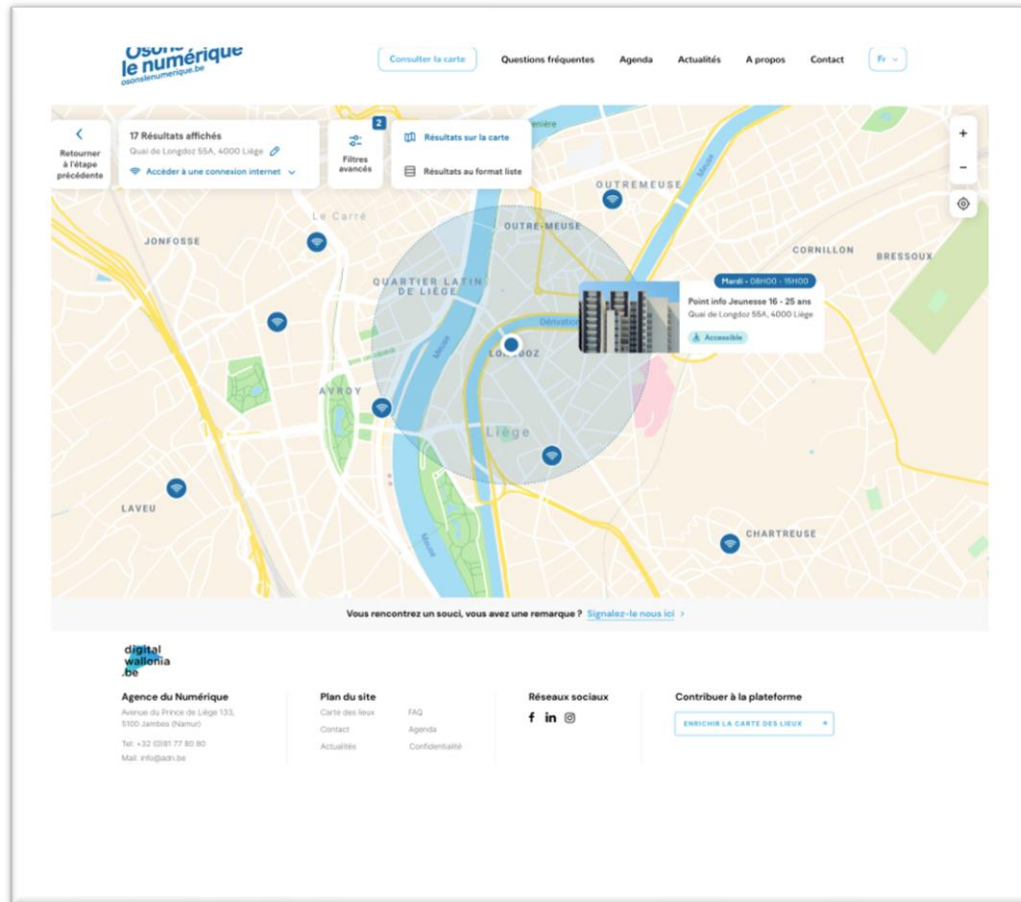 Osons
le numérique
osonslenumerique.be
Consulter la carte
Questions fréquentes
Agenda
Actualités
A propos
Contact
Fr
Retourner
à l'étape
précédente
17 Résultats affichés
Quai de Longdoz 55A, 4000 Liège
Accéder à une connexion internet
2
Filtres
avancés
Résultats sur la carte
Résultats au format liste
+
-
Meuse
OUTREMEUSE
Le Carré
OUTRE-MEUSE
JONFOSSE
CORNILLON
BRESSOUX
QUARTIER LATIN
DE LIÈGE
Mardi - 08H00 - 15H00
Point info Jeunesse 16 - 25 ans
Quai de Longdoz 55A, 4000 Liège
Accessible
Dérivation
Meuse
LONGDOZ
AVROY
Liège
LAVEU
CHARTREUSE
Meuse
Vous rencontrez un souci, vous avez une remarque ? Signalez-le nous ici >
digital
wallonia
.be
Agence du Numérique
Avenue du Prince de Liège 133,
5100 Jambes (Namur)
Tel: +32 (0)81 77 80 80
Mail: info@adn.be
Plan du site
Carte des lieux
FAQ
Contact
Agenda
Actualités
Confidentialité
Réseaux sociaux
f in
Contribuer à la plateforme
ENRICHIR LA CARTE DES LIEUX +